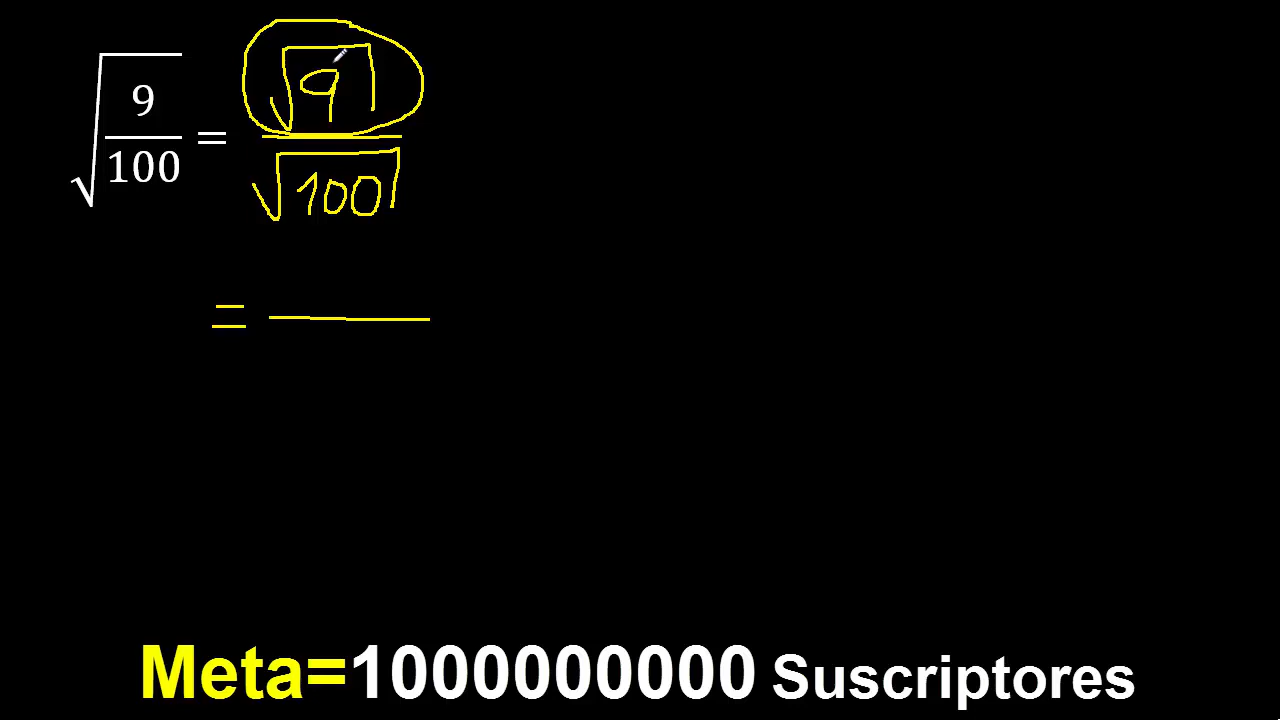 √(9/100) = √9/√100
=
Meta=1000000000 Suscriptores